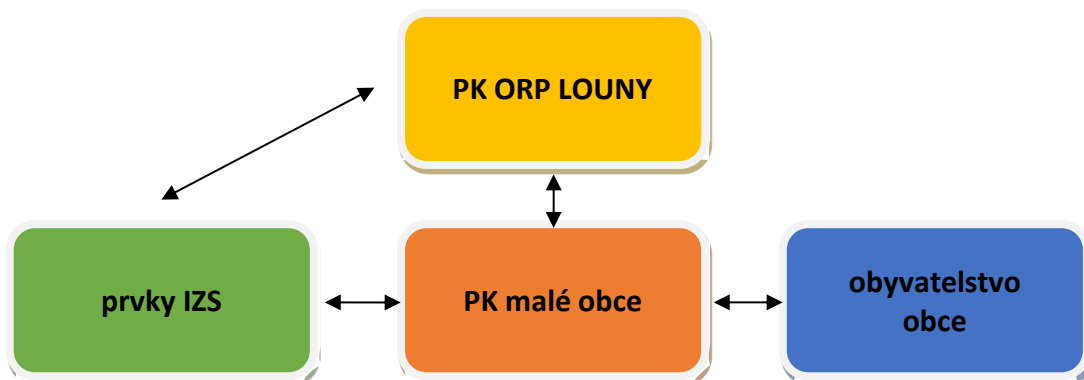 PK ORP LOUNY
prvky IZS
PK malé obce
obyvatelstvo
obce